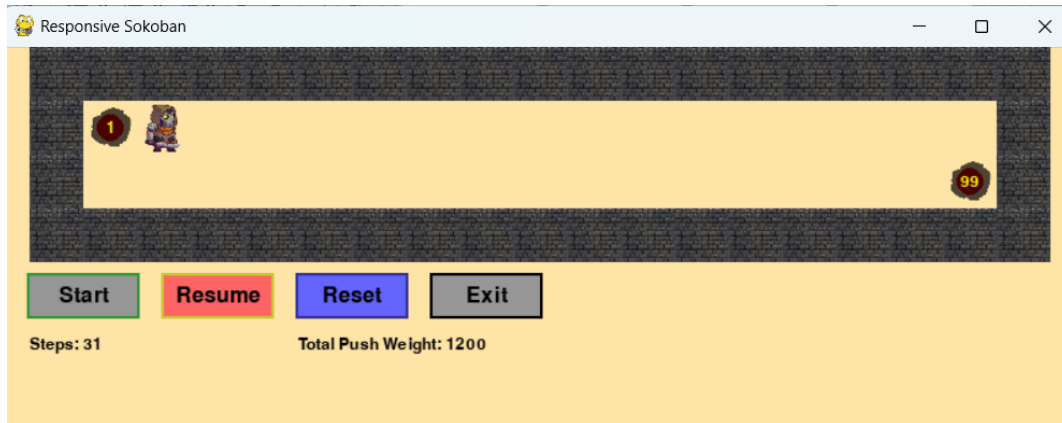 Responsive Sokoban
1
99
Start Resume Reset Exit
Steps: 31 Total Push Weight: 1200